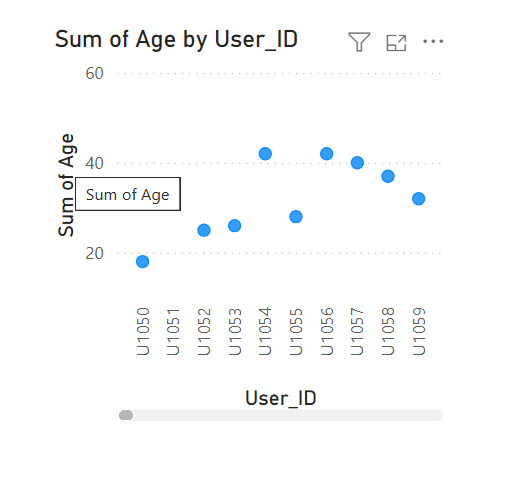 Sum of Age by User_ID
60
40
20
Sum of Age
Sum of Age
U1050
U1051
U1052
U1053
U1054
U1055
U1056
U1057
U1058
U1059
User_ID